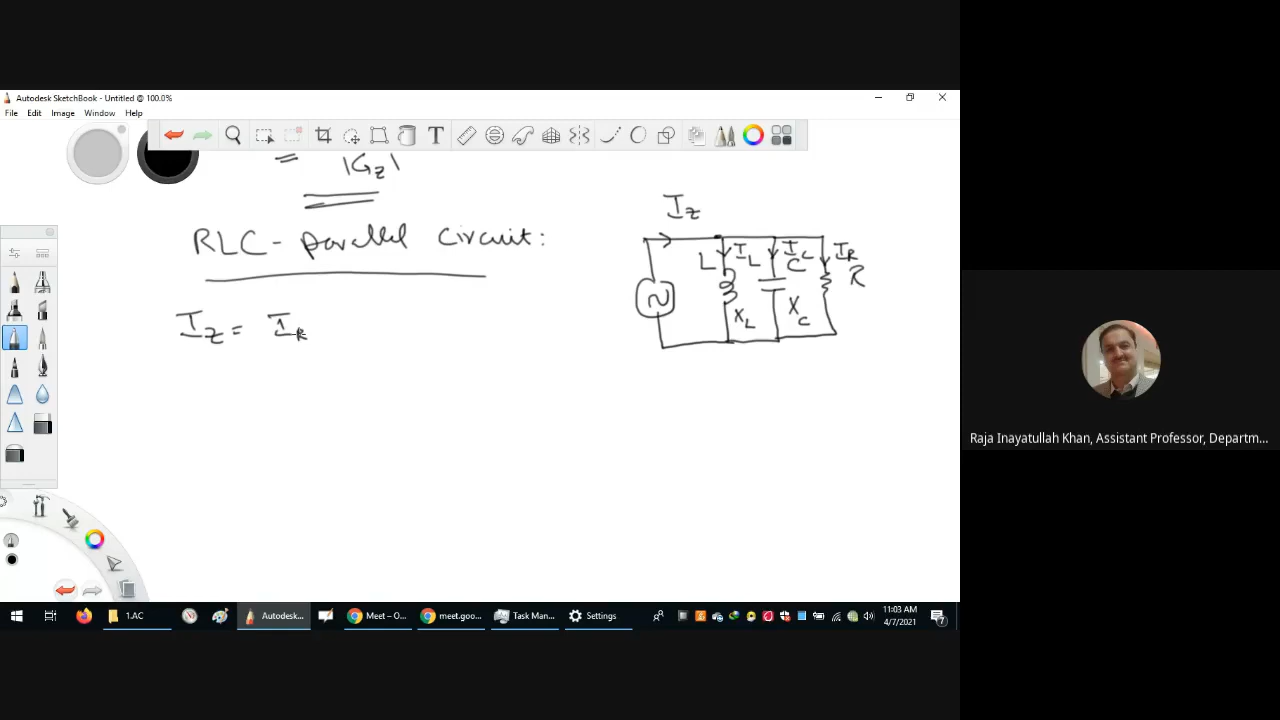 Autodesk SketchBook - Untitled @ 100.0%
File Edit Image Window Help
T
=
|Gz|
RLC - parallel Circuit:
Iz = IR
Iz
L IL IC IR
C R
XL XC
Raja Inayatullah Khan, Assistant Professor, Departm...
1.AC Autodesk... Meet – O... meet.goo... Task Man... Settings
11:03 AM
4/7/2021
7